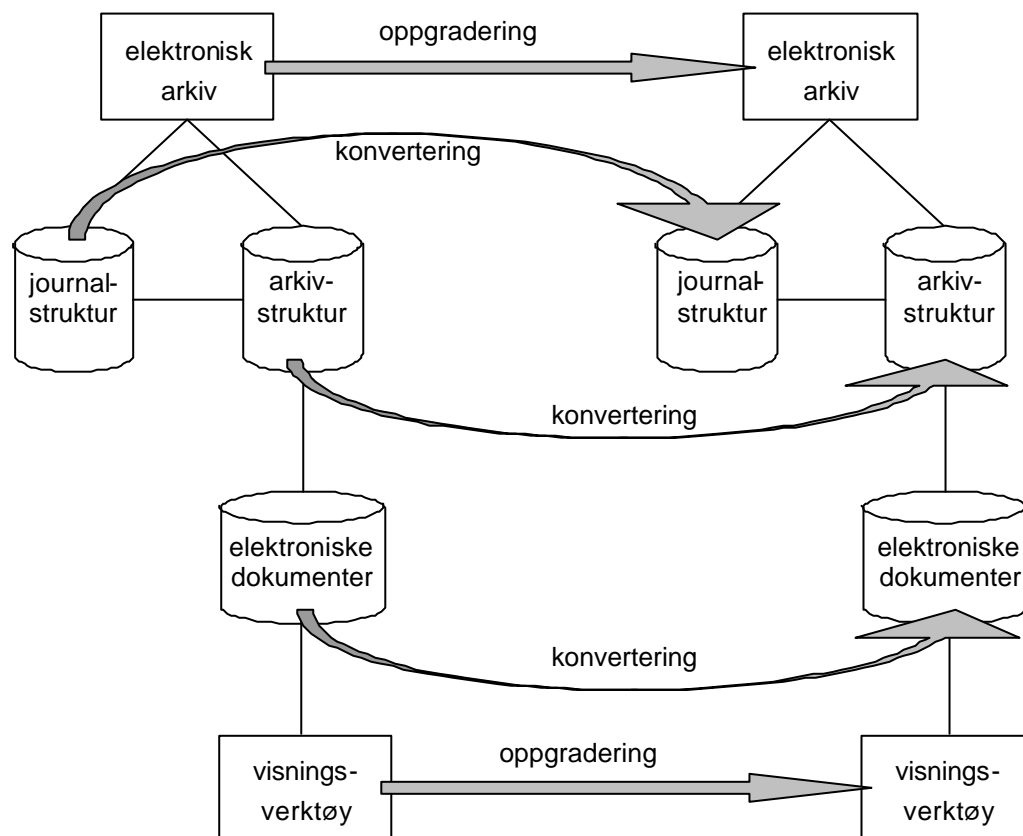 oppgradering
elektronisk
arkiv
elektronisk
arkiv
konvertering
journal-
struktur
arkiv-
struktur
journal-
struktur
arkiv-
struktur
konvertering
elektroniske
dokumenter
elektroniske
dokumenter
konvertering
oppgradering
visnings-
verktøy
visnings-
verktøy